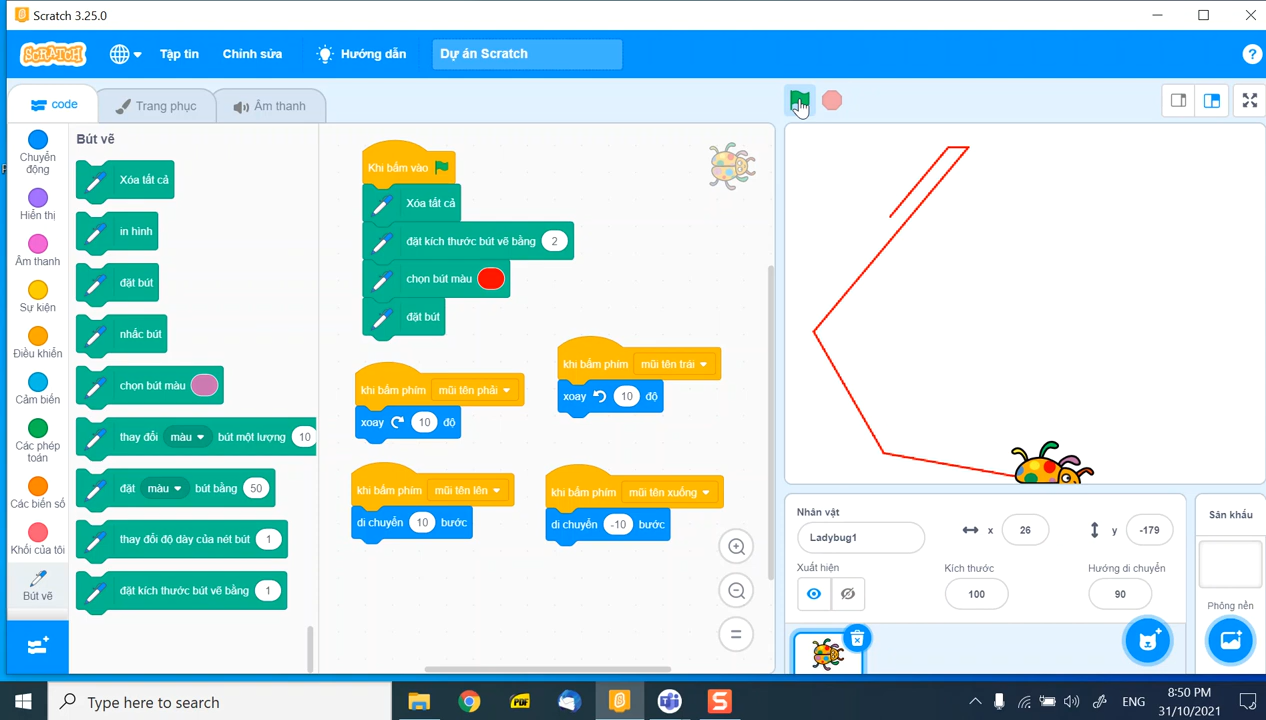 Scratch 3.25.0
SCRATCH
Tập tin
Chỉnh sửa
Hướng dẫn
Dự án Scratch
?
code
Trang phục
Âm thanh
Chuyển động
Hiển thị
Âm thanh
Sự kiện
Điều khiển
Cảm biến
Các phép toán
Các biến số
Khối của tôi
Bút vẽ
Bút vẽ
Xóa tất cả
in hình
đặt bút
nhấc bút
chọn bút màu
thay đổi màu bút một lượng 10
đặt màu bút bằng 50
thay đổi độ dày của nét bút 1
đặt kích thước bút vẽ bằng 1
Khi bấm vào
Xóa tất cả
đặt kích thước bút vẽ bằng 2
chọn bút màu
đặt bút
khi bấm phím mũi tên phải
xoay 10 độ
khi bấm phím mũi tên trái
xoay 10 độ
khi bấm phím mũi tên lên
di chuyển 10 bước
khi bấm phím mũi tên xuống
di chuyển -10 bước
Nhân vật
Ladybug1
x 26
y -179
Xuất hiện
Kích thước
100
Hướng di chuyển
90
Sân khấu
Phông nền
Type here to search
PDF
ENG
8:50 PM
31/10/2021